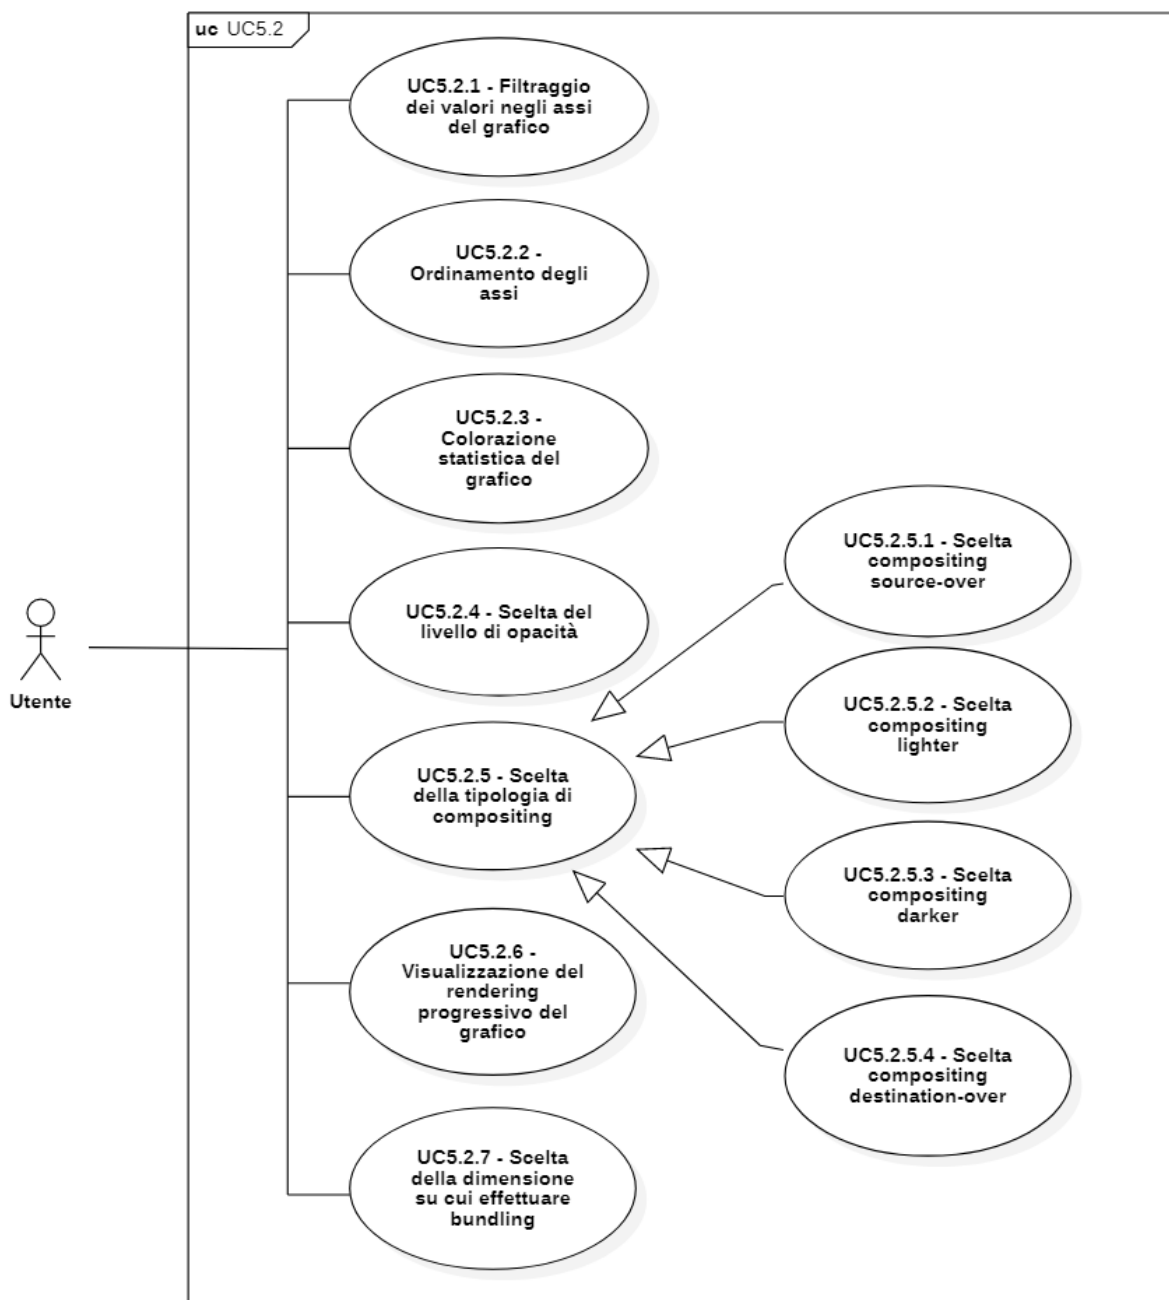 uc UC5.2
UC5.2.1 - Filtraggio
dei valori negli assi
del grafico
UC5.2.2 -
Ordinamento degli
assi
UC5.2.3 -
Colorazione
statistica del
grafico
UC5.2.4 - Scelta del
livello di opacità
Utente
UC5.2.5 - Scelta
della tipologia di
compositing
UC5.2.6 -
Visualizzazione del
rendering
progressivo del
grafico
UC5.2.7 - Scelta
della dimensione
su cui effettuare
bundling
UC5.2.5.1 - Scelta
compositing
source-over
UC5.2.5.2 - Scelta
compositing
lighter
UC5.2.5.3 - Scelta
compositing
darker
UC5.2.5.4 - Scelta
compositing
destination-over